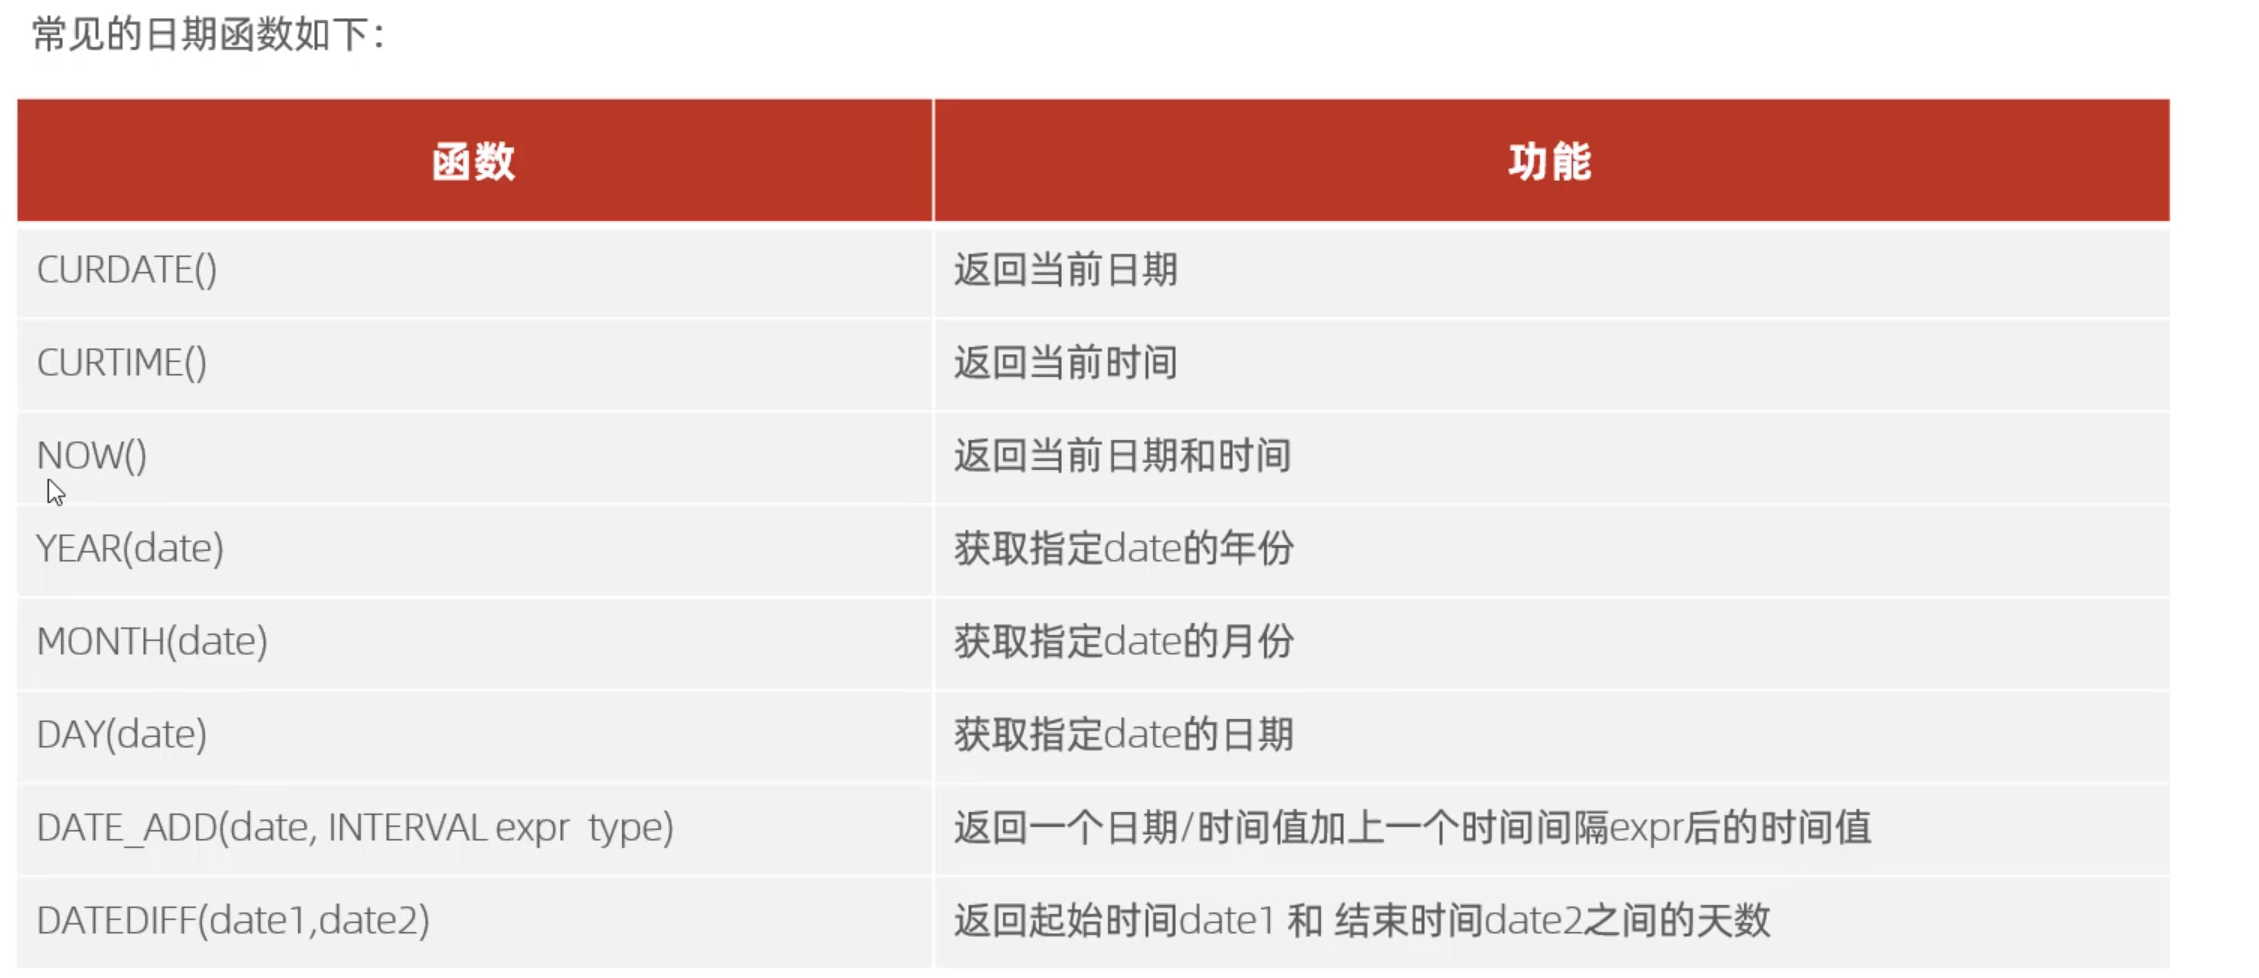 常见的日期函数如下：
函数 功能
CURDATE() 返回当前日期
CURTIME() 返回当前时间
NOW() 返回当前日期和时间
YEAR(date) 获取指定date的年份
MONTH(date) 获取指定date的月份
DAY(date) 获取指定date的日期
DATE_ADD(date, INTERVAL expr type) 返回一个日期/时间值加上一个时间间隔expr后的时间值
DATEDIFF(date1,date2) 返回起始时间date1 和 结束时间date2之间的天数